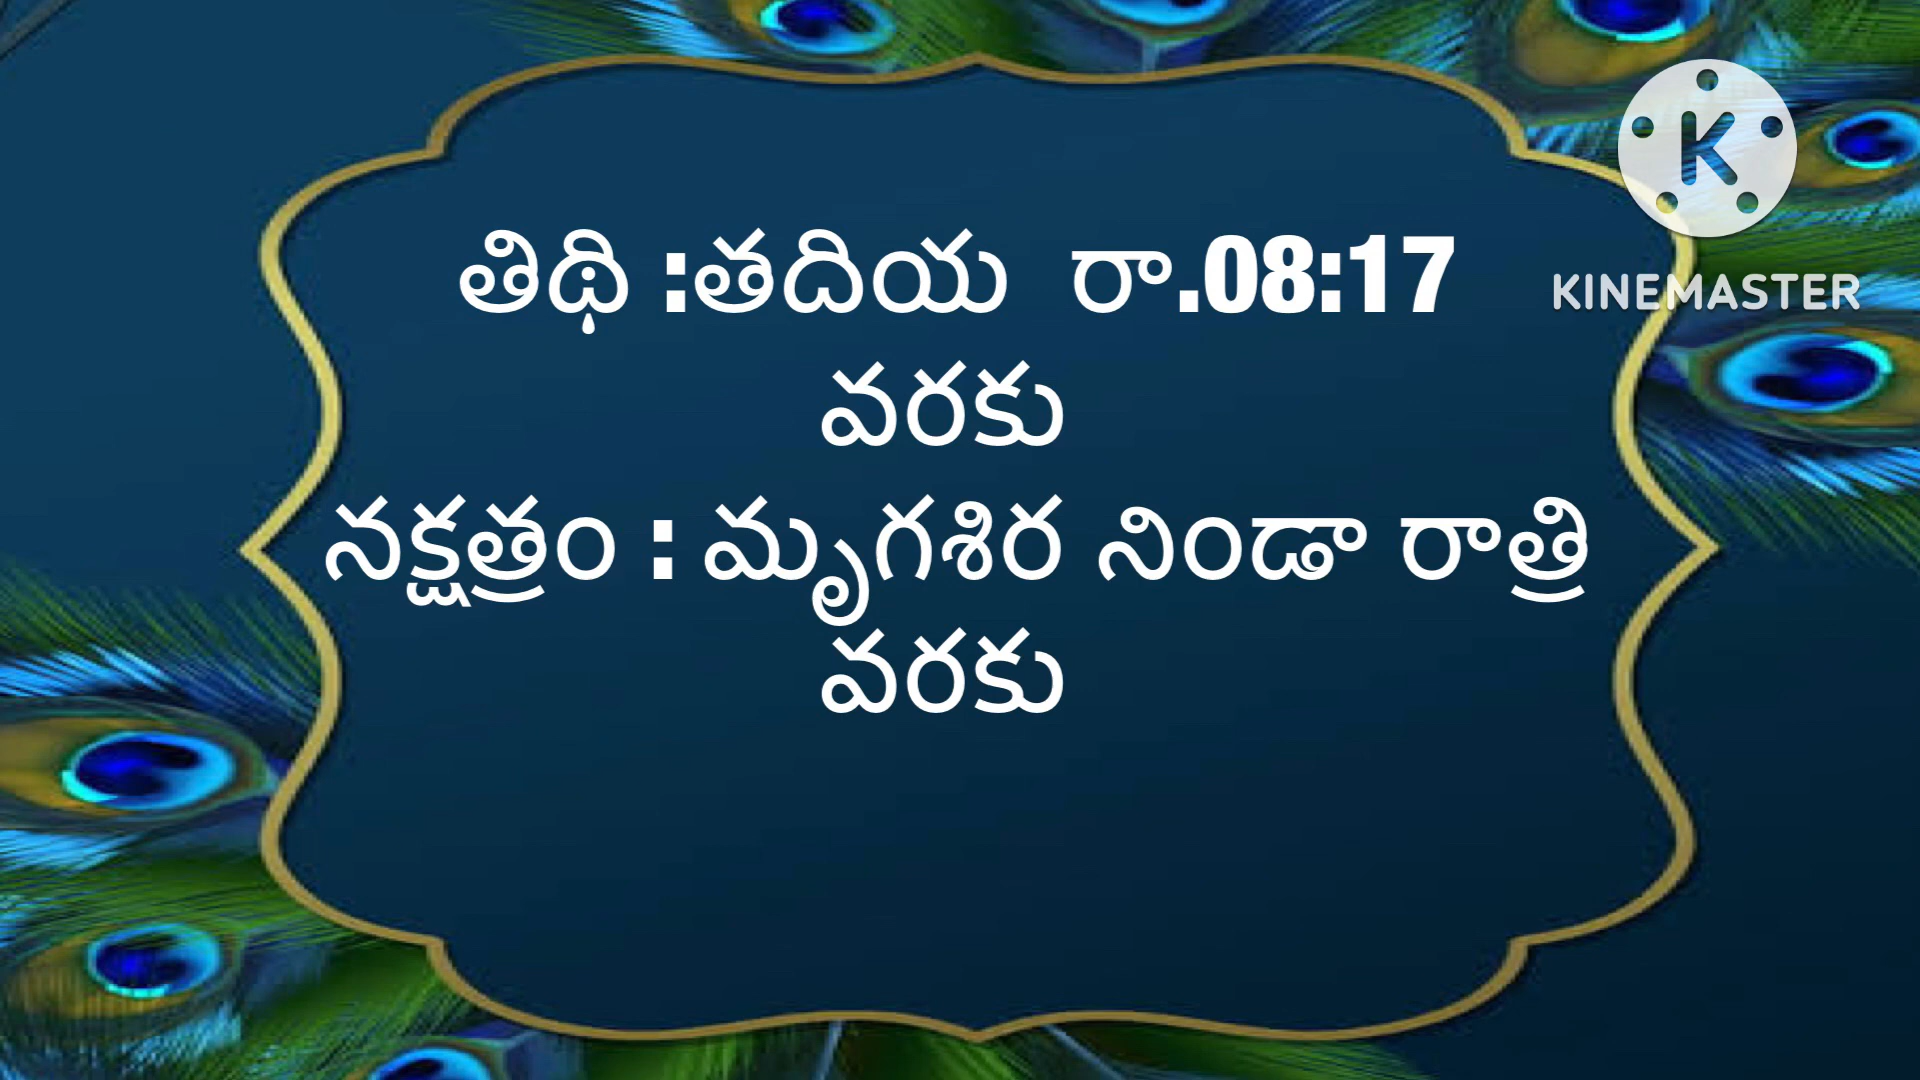 తిథి :తదియ  రా.08:17
వరకు
నక్షత్రం : మృగశిర నిండా రాత్రి
వరకు
K
KINEMASTER